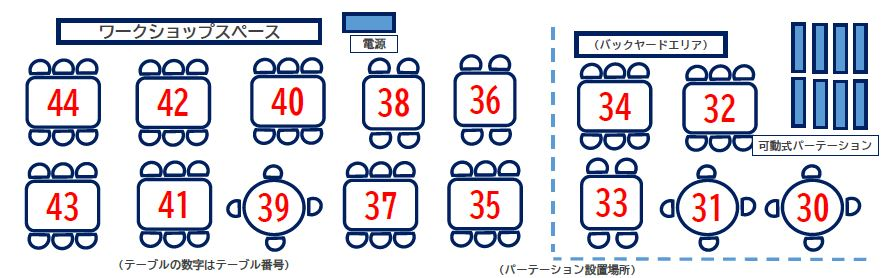 ワークショップスペース
電源
（バックヤードエリア）
44
42
40
38
36
34
32
可動式パーテーション
43
41
39
37
35
33
31
30
（テーブルの数字はテーブル番号）
（パーテーション設置場所）